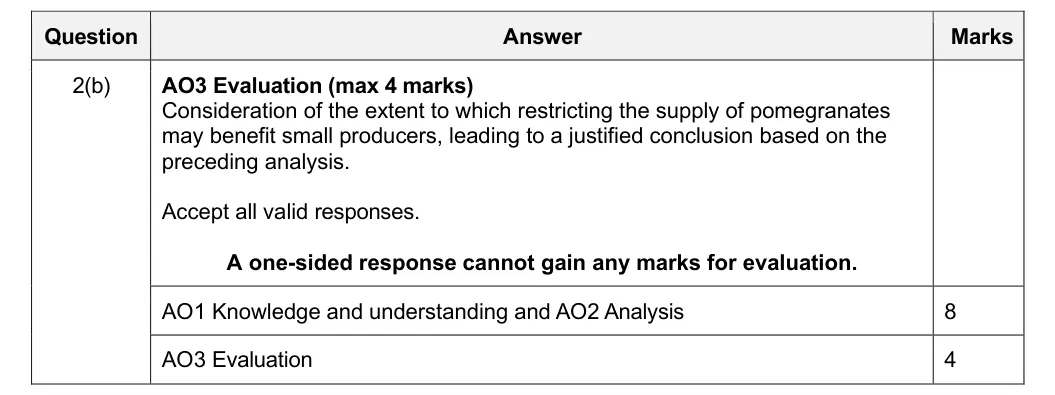 Question Answer Marks
2(b) AO3 Evaluation (max 4 marks)
Consideration of the extent to which restricting the supply of pomegranates
may benefit small producers, leading to a justified conclusion based on the
preceding analysis.
Accept all valid responses.
A one-sided response cannot gain any marks for evaluation.
AO1 Knowledge and understanding and AO2 Analysis 8
AO3 Evaluation 4